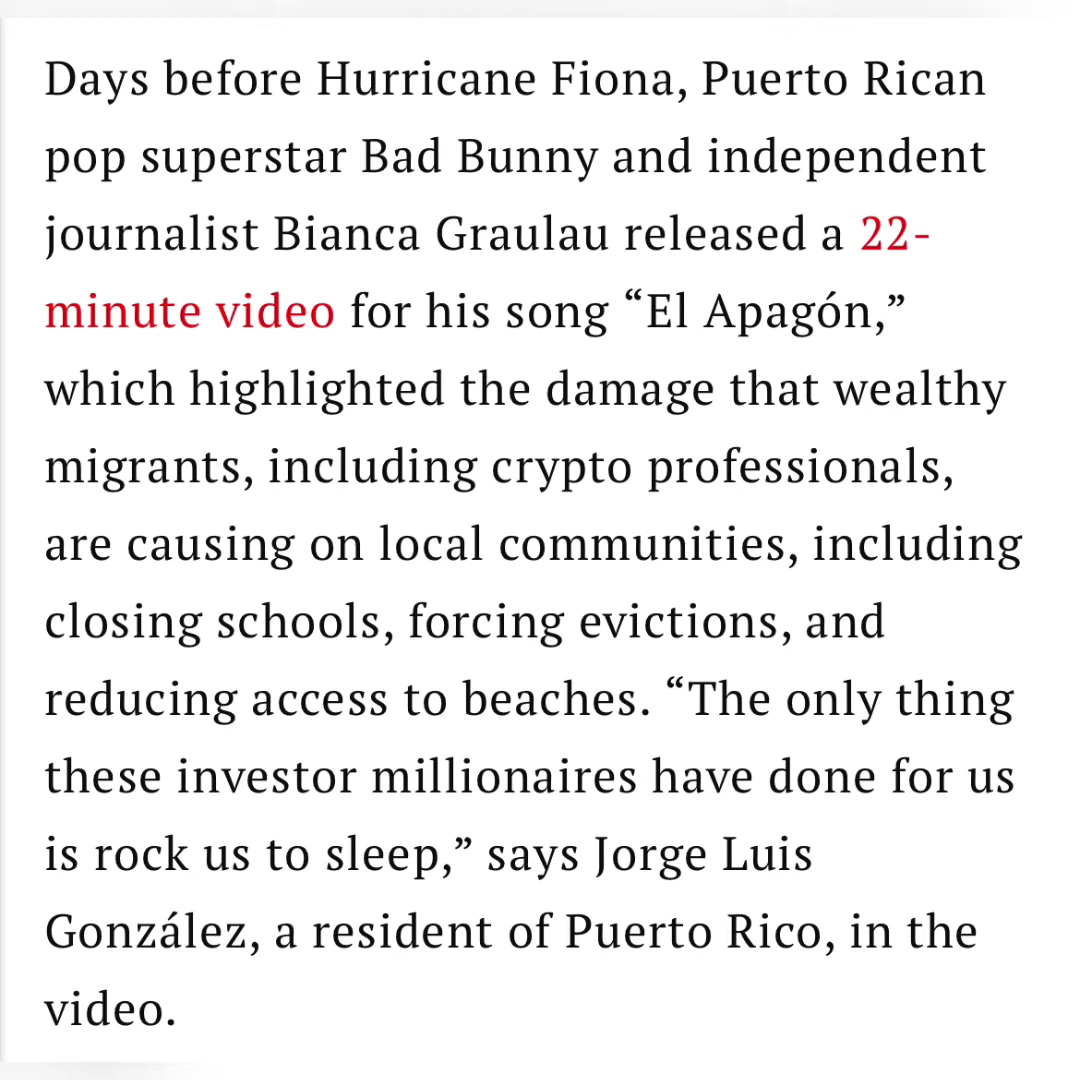 Days before Hurricane Fiona, Puerto Rican
pop superstar Bad Bunny and independent
journalist Bianca Graulau released a 22-
minute video for his song “El Apagón,”
which highlighted the damage that wealthy
migrants, including crypto professionals,
are causing on local communities, including
closing schools, forcing evictions, and
reducing access to beaches. “The only thing
these investor millionaires have done for us
is rock us to sleep,” says Jorge Luis
González, a resident of Puerto Rico, in the
video.